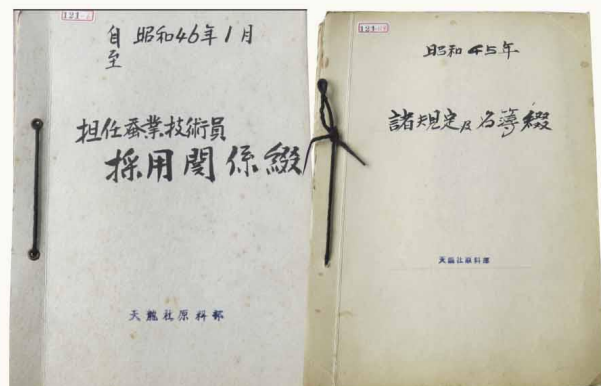 自 昭和46年1月
至
担任蚕業技術員
採用関係綴
天龍社原料部
昭和45年
諸規定及名簿綴
天龍社原料部